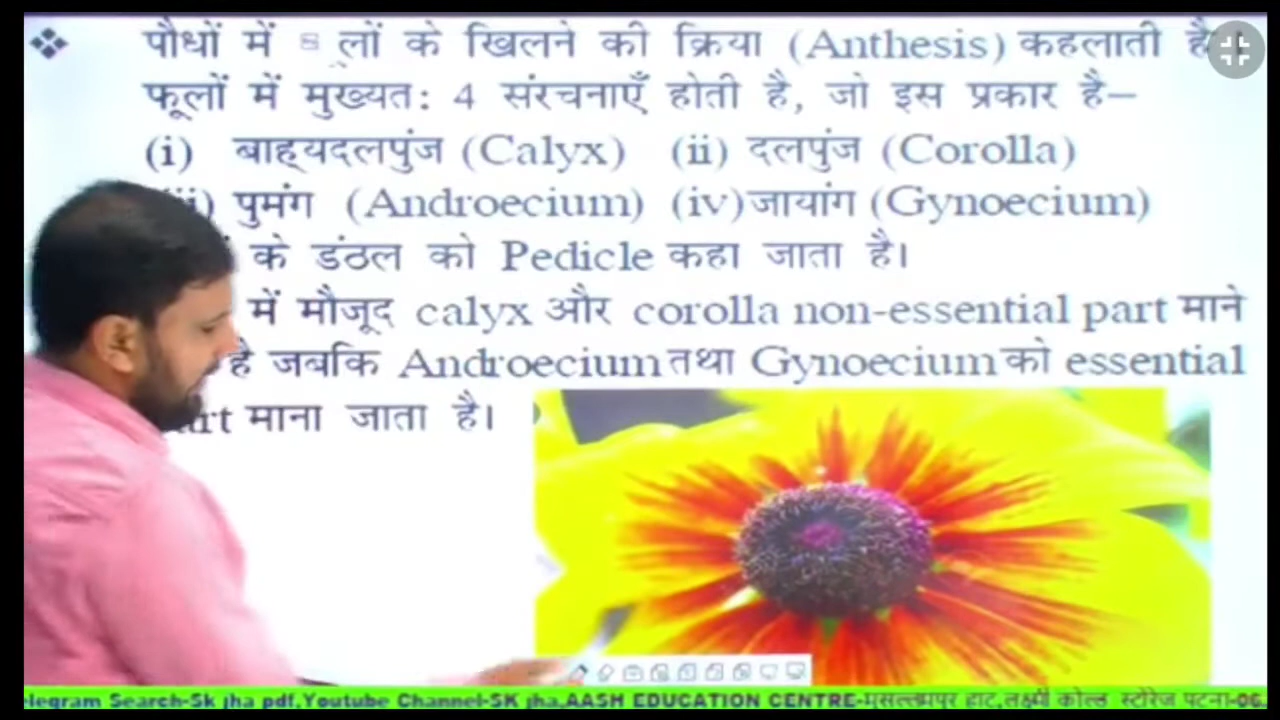 पौधों में लों के खिलने की क्रिया (Anthesis) कहलाती है
फूलों में मुख्यतः 4 संरचनाएँ होती है, जो इस प्रकार है–
(i) बाह्यदलपुंज (Calyx) (ii) दलपुंज (Corolla)
पुमंग (Androecium) (iv) जायांग (Gynoecium)
के डंठल को Pedicle कहा जाता है।
में मौजूद calyx और corolla non-essential part माने
है जबकि Androecium तथा Gynoecium को essential
माना जाता है।
elegram Search-Sk jha pdf,Youtube Channel-SK jha,AASH EDUCATION CENTRE- हाट,लक्ष्मी कोल्ड स्टोरेज पटना-06